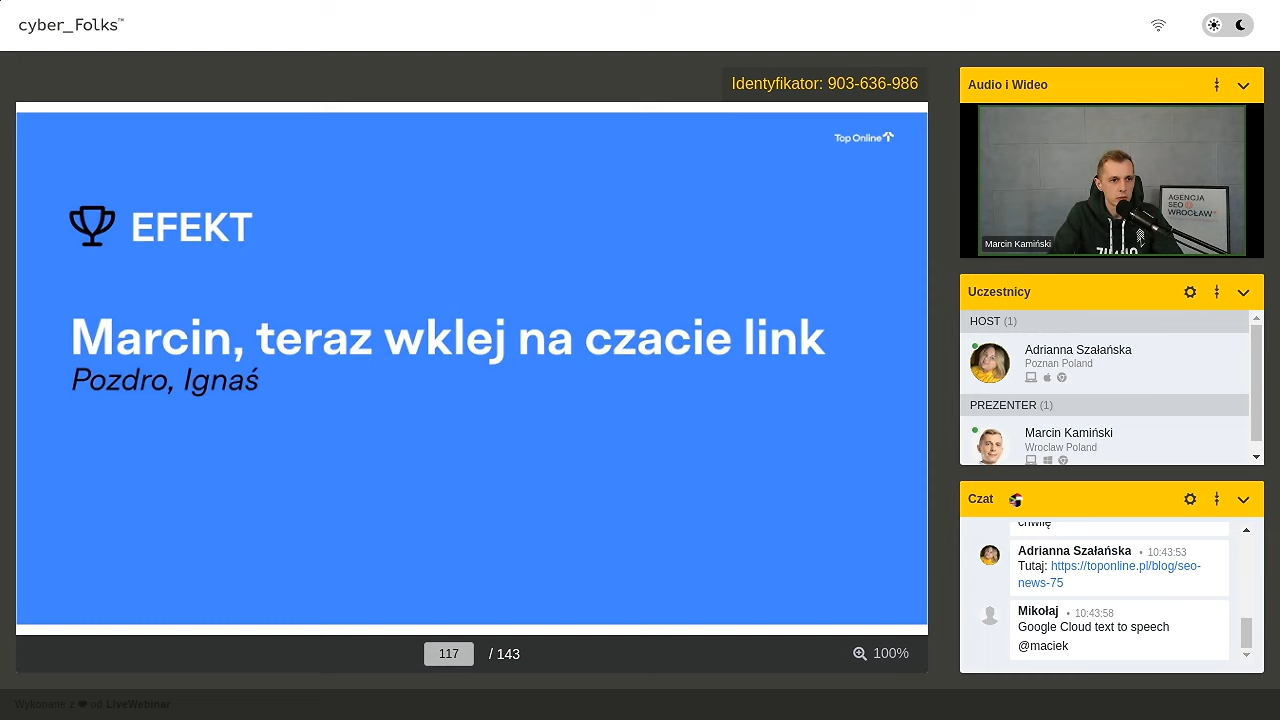 cyber_Folks™
Identyfikator: 903-636-986
Top Online
EFEKT
Marcin, teraz wklej na czacie link
Pozdro, Ignaś
117 / 143
100%
Wykonane z ❤ od LiveWebinar
Audio i Wideo
AGENCJA
SEO
WROCŁAW
Marcin Kamiński
Uczestnicy
HOST (1)
Adrianna Szałańska
Poznan Poland
PREZENTER (1)
Marcin Kamiński
Wroclaw Poland
Czat
chwilę
Adrianna Szałańska • 10:43:53
Tutaj: https://toponline.pl/blog/seo-
news-75
Mikołaj • 10:43:58
Google Cloud text to speech
@maciek